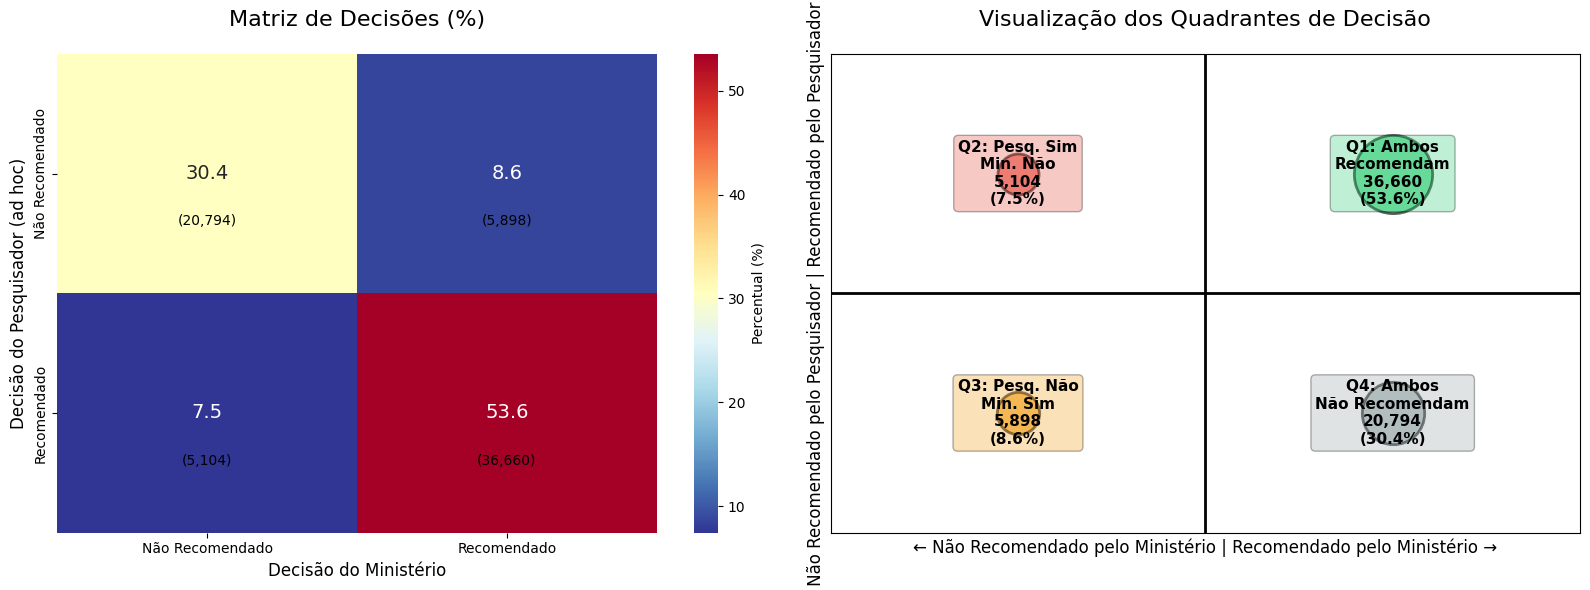 Matriz de Decisões (%)
Decisão do Pesquisador (ad hoc)
Não Recomendado
Recomendado
30.4
(20,794)
8.6
(5,898)
7.5
(5,104)
53.6
(36,660)
Não Recomendado
Recomendado
Decisão do Ministério
50
40
30
20
10
Percentual (%)
Visualização dos Quadrantes de Decisão
Não Recomendado pelo Pesquisador | Recomendado pelo Pesquisador
Q2: Pesq. Sim
Min. Não
5,104
(7.5%)
Q1: Ambos
Recomendam
36,660
(53.6%)
Q3: Pesq. Não
Min. Sim
5,898
(8.6%)
Q4: Ambos
Não Recomendam
20,794
(30.4%)
← Não Recomendado pelo Ministério | Recomendado pelo Ministério →